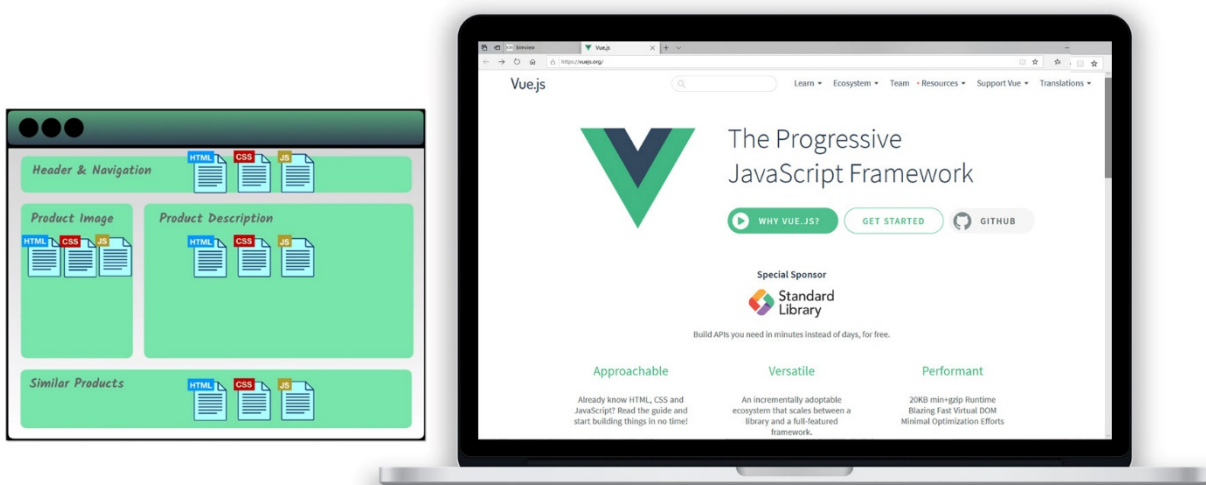 Header & Navigation
HTML CSS JS
Product Image
HTML CSS JS
Product Description
HTML CSS JS
Similar Products
HTML CSS JS
Vue.js
https://vuejs.org/
Vue.js
Learn Ecosystem Team Resources Support Vue Translations
The Progressive
JavaScript Framework
WHY VUE.JS? GET STARTED GITHUB
Special Sponsor
Standard
Library
Build APIs you need in minutes instead of days, for free.
Approachable
Already know HTML, CSS and
JavaScript? Read the guide and
start building things in no time!
Versatile
An incrementally adoptable
ecosystem that scales between a
library and a full-featured
framework.
Performant
20KB min+gzip Runtime
Blazing Fast Virtual DOM
Minimal Optimization Efforts